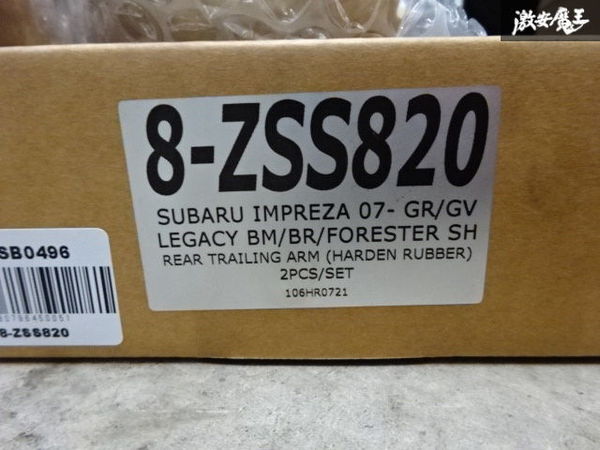 激安魔王
8-ZSS820
SUBARU IMPREZA 07- GR/GV
LEGACY BM/BR/FORESTER SH
REAR TRAILING ARM (HARDEN RUBBER)
2PCS/SET
106HR0721
SB0496
8-ZSS820